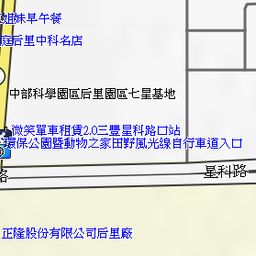 姐妹早午餐
庭后里中科名店
中部科學園區后里園區七星基地
微笑單車租賃2.0三豐星科路口站
環保公園暨動物之家田野風光線自行車道入口
星科路
路
正隆股份有限公司后里廠